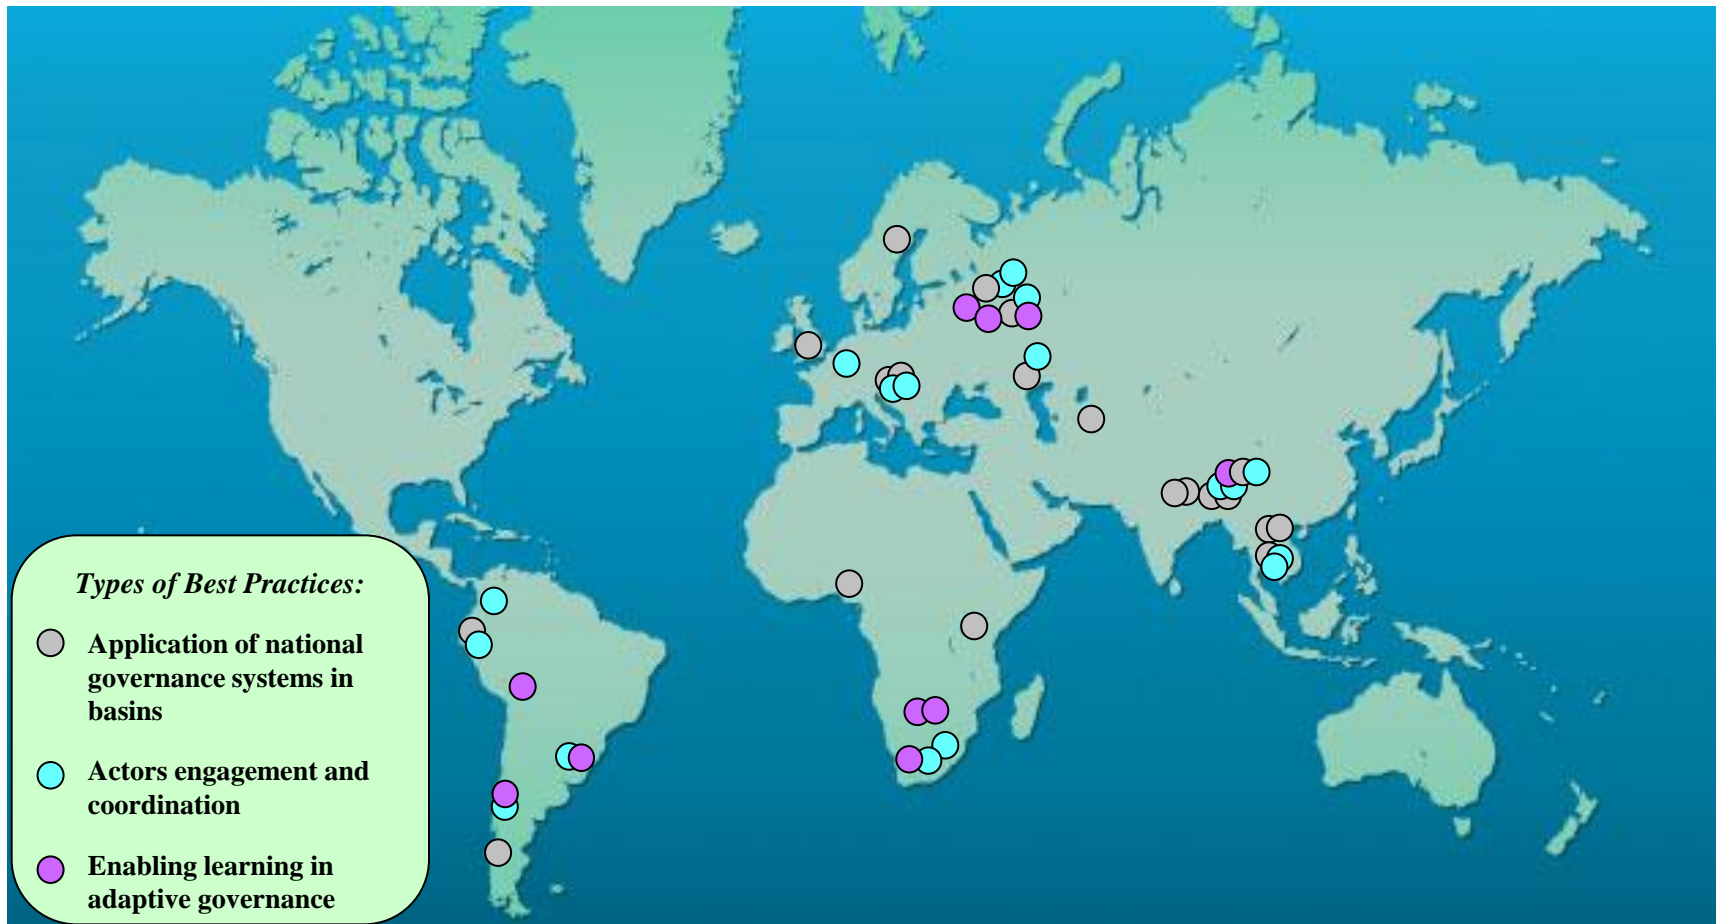 Types of Best Practices:
Application of national
governance systems in
basins
Actors engagement and
coordination
Enabling learning in
adaptive governance